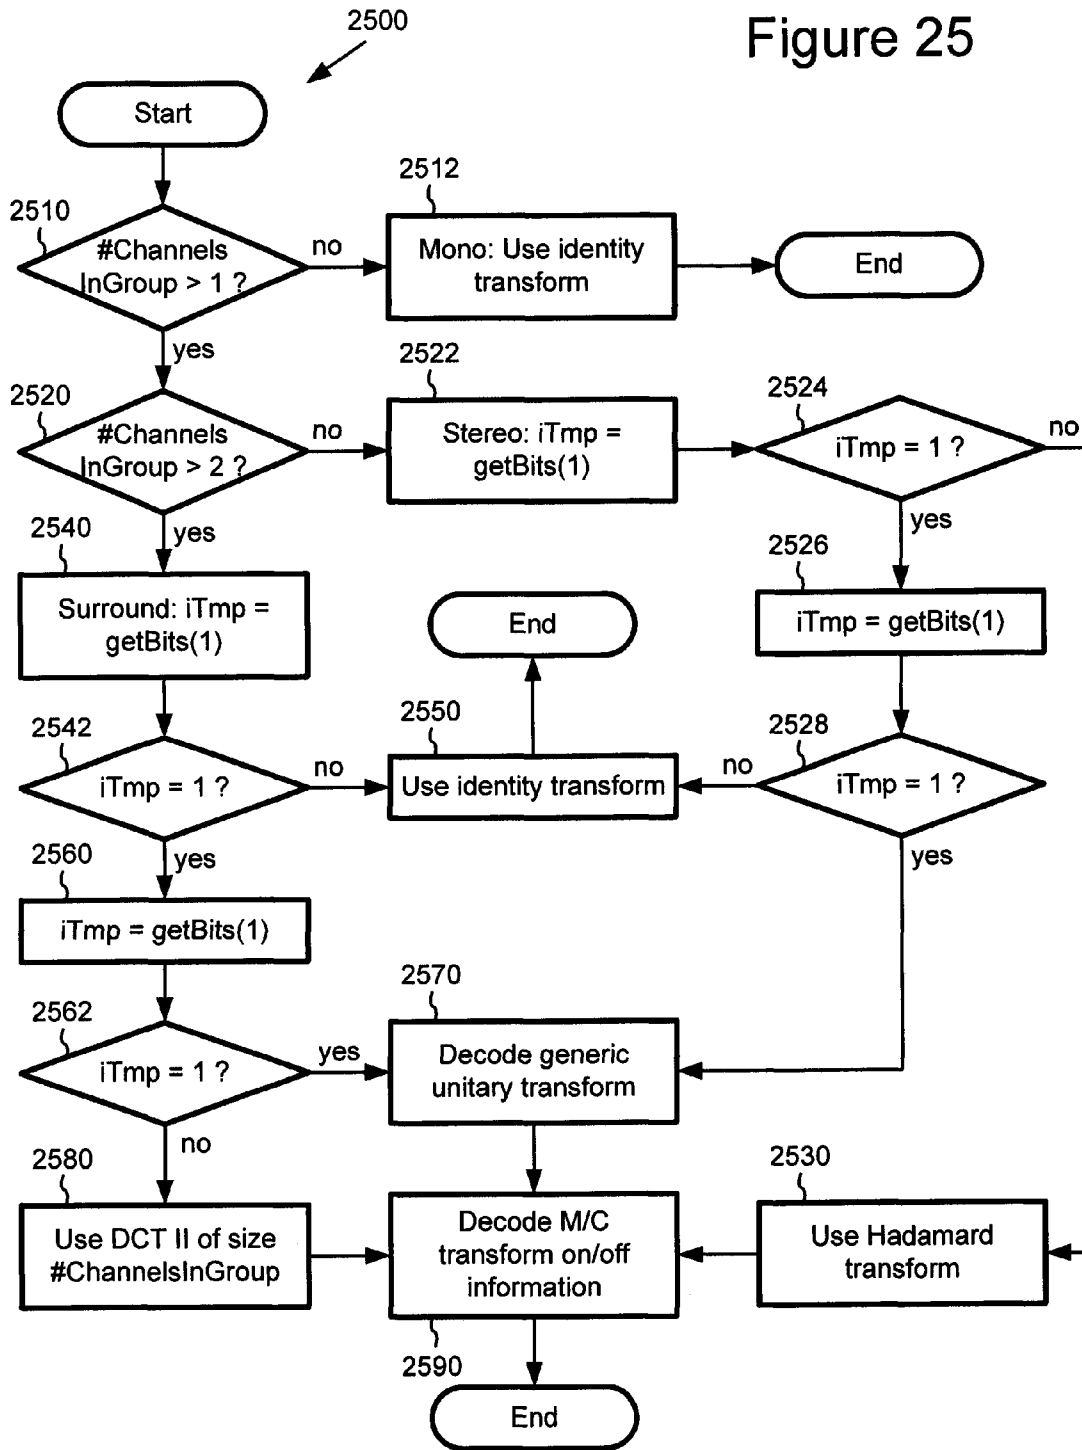 Figure 25
2500
Start
2510
#Channels
InGroup > 1 ?
no
yes
2512
Mono: Use identity
transform
End
2520
#Channels
InGroup > 2 ?
no
yes
2522
Stereo: iTmp =
getBits(1)
2524
iTmp = 1 ?
no
yes
2526
iTmp = getBits(1)
2528
iTmp = 1 ?
no
yes
2540
Surround: iTmp =
getBits(1)
2542
iTmp = 1 ?
no
yes
End
2550
Use identity transform
2560
iTmp = getBits(1)
2562
iTmp = 1 ?
yes
no
2570
Decode generic
unitary transform
2580
Use DCT II of size
#ChannelsInGroup
Decode M/C
transform on/off
information
2590
2530
Use Hadamard
transform
End